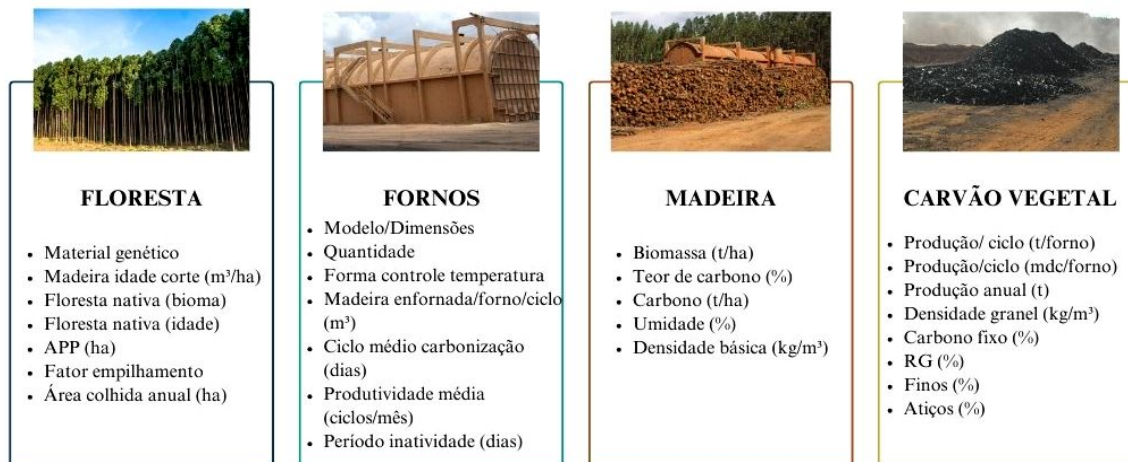 FLORESTA
• Material genético
• Madeira idade corte (m³/ha)
• Floresta nativa (bioma)
• Floresta nativa (idade)
• APP (ha)
• Fator empilhamento
• Área colhida anual (ha)
FORNOS
• Modelo/Dimensões
• Quantidade
• Forma controle temperatura
• Madeira enfornada/forno/ciclo
(m³)
• Ciclo médio carbonização
(dias)
• Produtividade média
(ciclos/mês)
• Período inatividade (dias)
MADEIRA
• Biomassa (t/ha)
• Teor de carbono (%)
• Carbono (t/ha)
• Umidade (%)
• Densidade básica (kg/m³)
CARVÃO VEGETAL
• Produção/ ciclo (t/forno)
• Produção/ciclo (mdc/forno)
• Produção anual (t)
• Densidade granel (kg/m³)
• Carbono fixo (%)
• RG (%)
• Finos (%)
• Atiços (%)